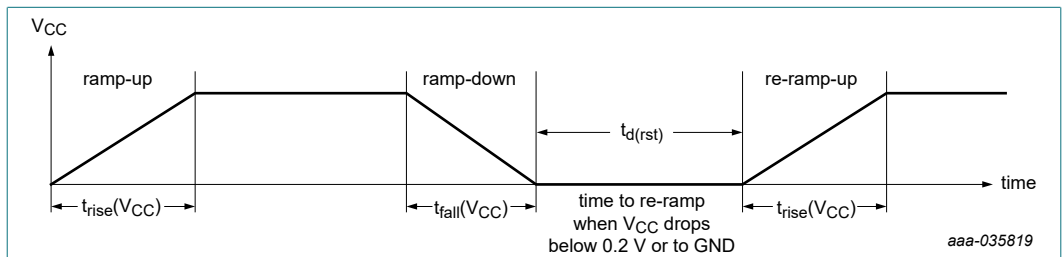 VCC
ramp-up
ramp-down
re-ramp-up
td(rst)
time
trise(VCC)
tfall(VCC)
time to re-ramp
when VCC drops
below 0.2 V or to GND
trise(VCC)
aaa-035819